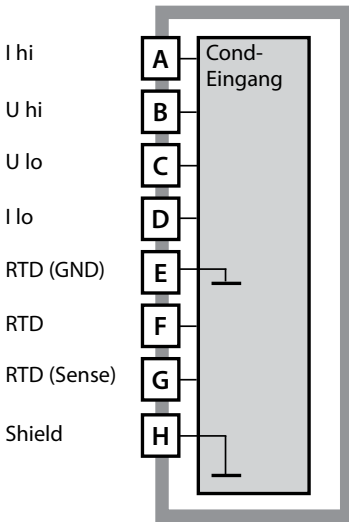 I hi
A
Cond-
Eingang
U hi
B
U lo
C
I lo
D
RTD (GND)
E
RTD
F
RTD (Sense)
G
Shield
H